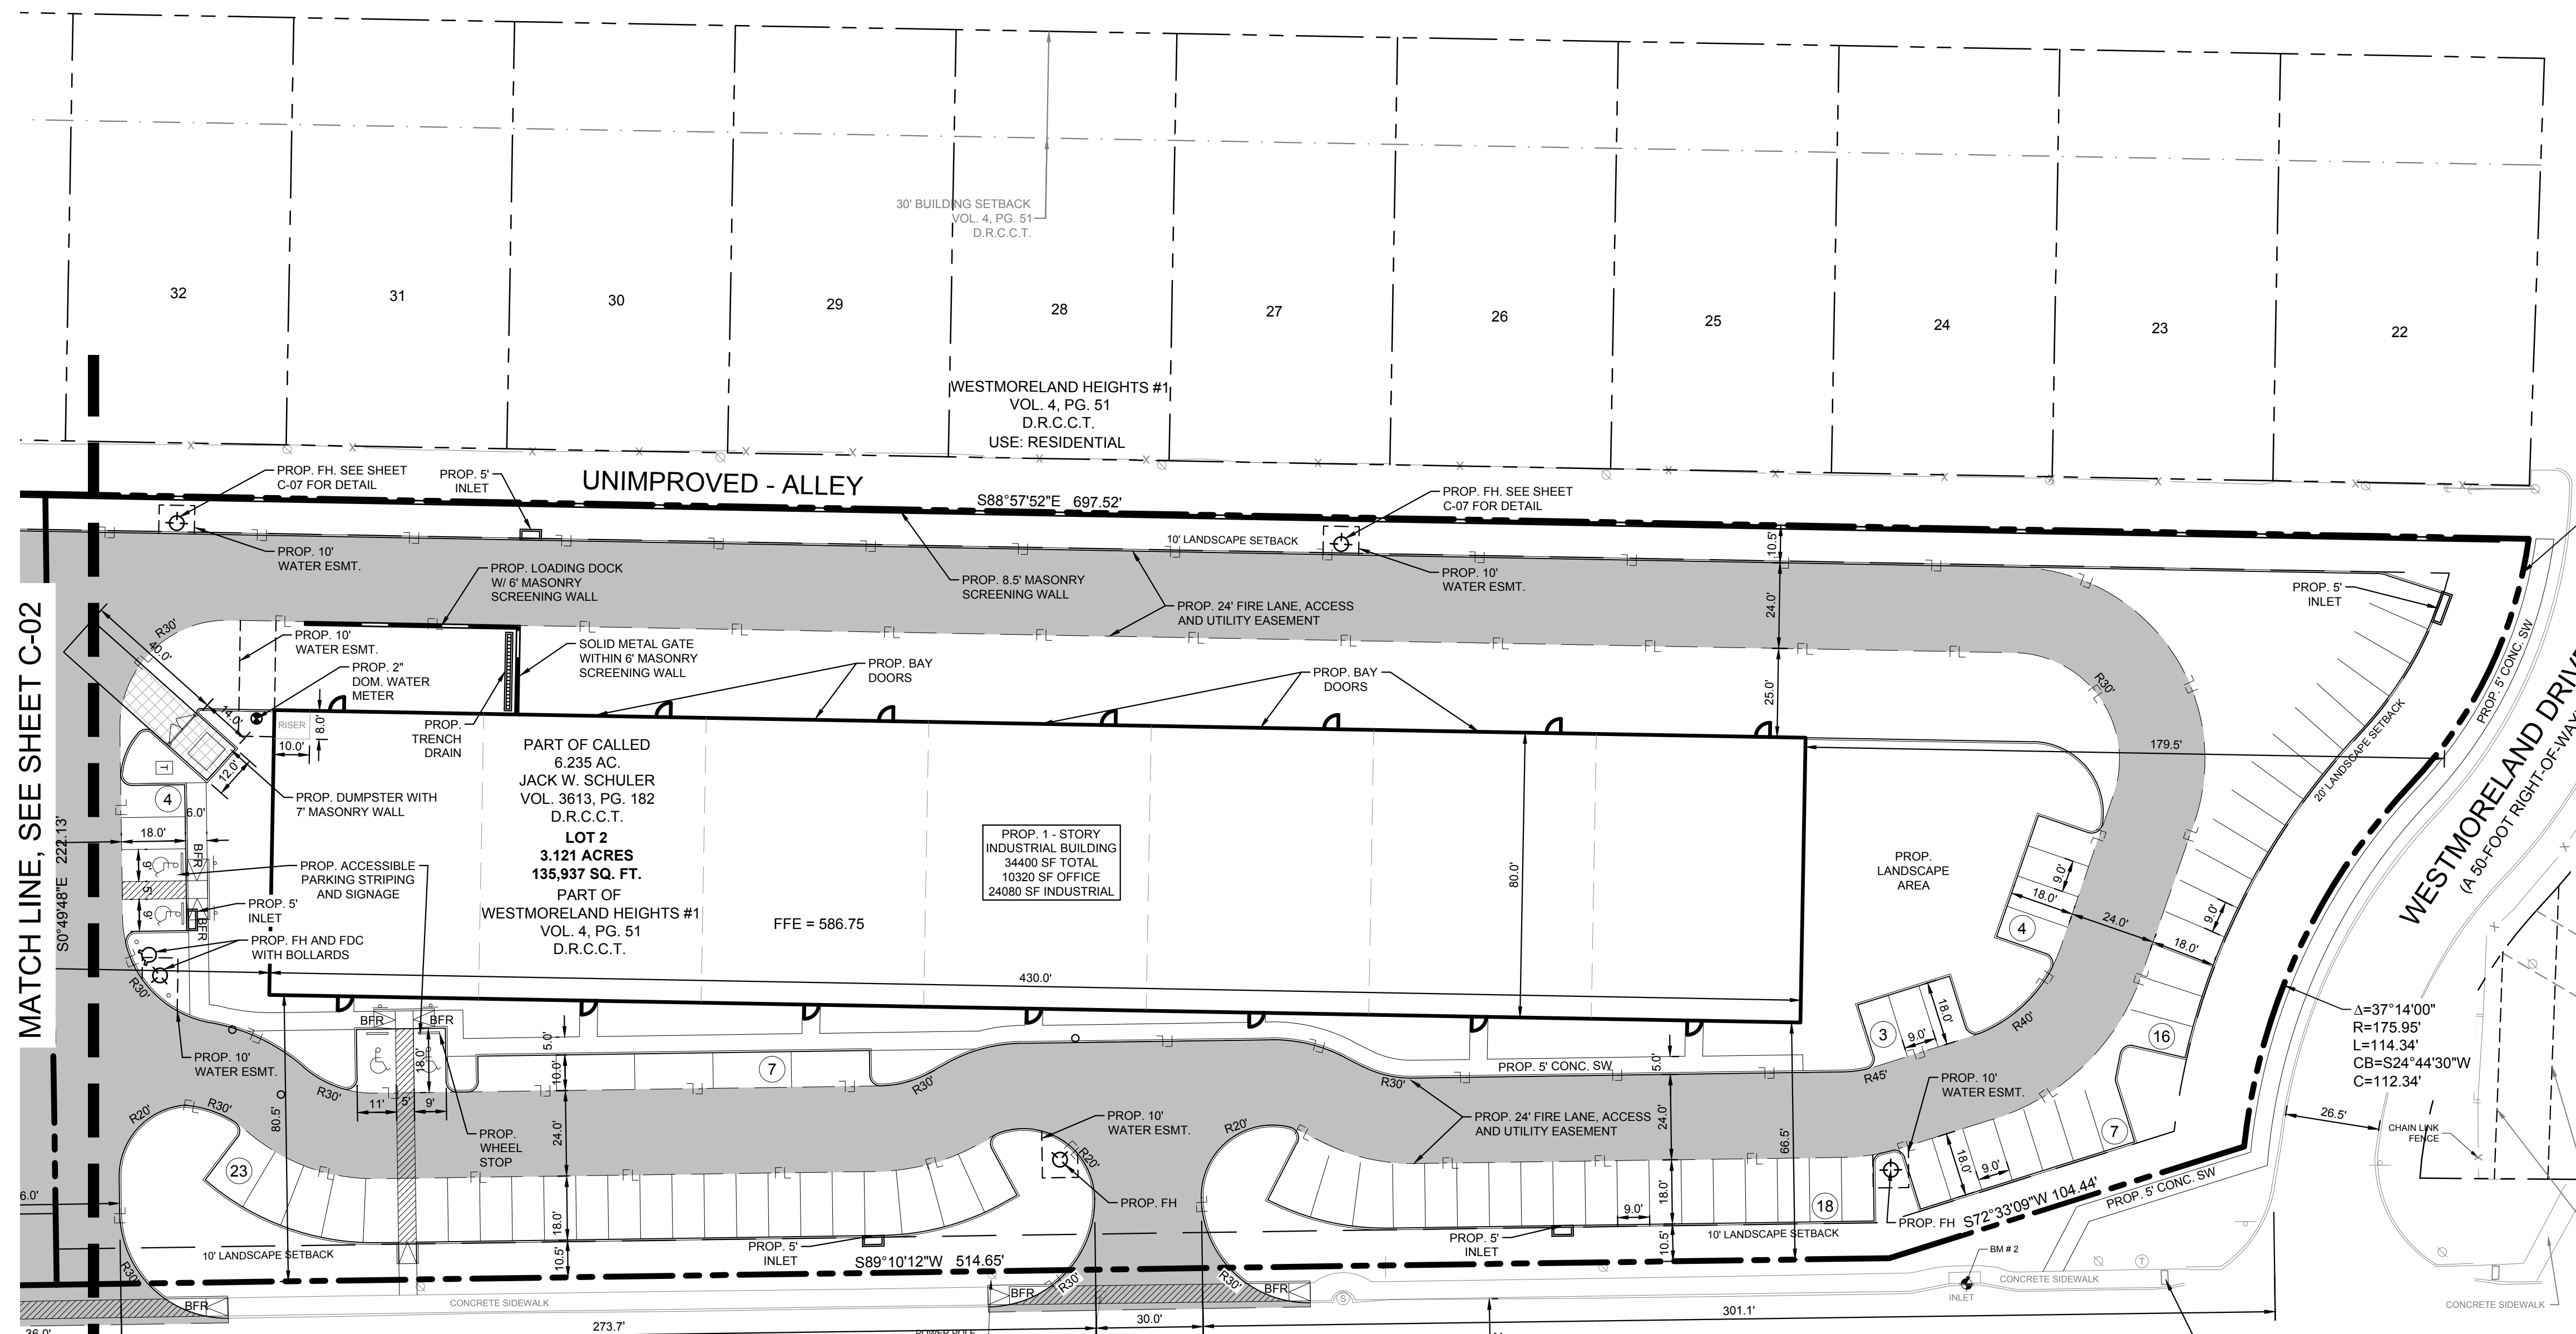 30' BUILDING SETBACK
VOL. 4, PG. 51
D.R.C.C.T.
32
31
30
29
28
27
26
25
24
23
22
WESTMORELAND HEIGHTS #1
VOL. 4, PG. 51
D.R.C.C.T.
USE: RESIDENTIAL
UNIMPROVED - ALLEY
S88°57'52"E 697.52'
PROP. FH. SEE SHEET
C-07 FOR DETAIL
PROP. 5'
INLET
PROP. FH. SEE SHEET
C-07 FOR DETAIL
10' LANDSCAPE SETBACK
10.5'
PROP. 10'
WATER ESMT.
PROP. LOADING DOCK
W/ 6' MASONRY
SCREENING WALL
PROP. 8.5' MASONRY
SCREENING WALL
PROP. 10'
WATER ESMT.
PROP. 24' FIRE LANE, ACCESS
AND UTILITY EASEMENT
24.0'
PROP. 5'
INLET
MATCH LINE, SEE SHEET C-02
S0°49'48"E 222.13'
R30'
40.0'
PROP. 10'
WATER ESMT.
PROP. 2"
DOM. WATER
METER
SOLID METAL GATE
WITHIN 6' MASONRY
SCREENING WALL
PROP. BAY
DOORS
PROP. BAY
DOORS
25.0'
R30'
PROP. 5' CONC. SW
20' LANDSCAPE SETBACK
WESTMORELAND DRIVE
(A 50-FOOT RIGHT-OF-WAY)
14.0'
RISER
8.0'
10.0'
12.0'
PROP.
TRENCH
DRAIN
179.5'
T
PROP. DUMPSTER WITH
7' MASONRY WALL
4
6.0'
18.0'
BFR
9'
5'
9'
BFR
PROP. ACCESSIBLE
PARKING STRIPING
AND SIGNAGE
PROP. 5'
INLET
PROP. FH AND FDC
WITH BOLLARDS
R30'
PART OF CALLED
6.235 AC.
JACK W. SCHULER
VOL. 3613, PG. 182
D.R.C.C.T.
LOT 2
3.121 ACRES
135,937 SQ. FT.
PART OF
WESTMORELAND HEIGHTS #1
VOL. 4, PG. 51
D.R.C.C.T.
FFE = 586.75
PROP. 1 - STORY
INDUSTRIAL BUILDING
34400 SF TOTAL
10320 SF OFFICE
24080 SF INDUSTRIAL
80.0'
430.0'
PROP.
LANDSCAPE
AREA
9.0'
18.0'
24.0'
9.0'
18.0'
4
3
9.0'
18.0'
R40'
16
Δ=37°14'00"
R=175.95'
L=114.34'
CB=S24°44'30"W
C=112.34'
26.5'
CHAIN LINK
FENCE
PROP. 10'
WATER ESMT.
BFR
BFR
18.0'
5.0'
10.0'
7
R30'
11'
5'
9'
R30'
PROP. 5' CONC. SW
5.0'
R30'
R45'
PROP. 10'
WATER ESMT.
R20'
R30'
80.5'
24.0'
PROP.
WHEEL
STOP
PROP. 10'
WATER ESMT.
R20'
R20'
PROP. 24' FIRE LANE, ACCESS
AND UTILITY EASEMENT
24.0'
66.5'
7
18.0'
9.0'
23
PROP. FH
6.0'
18.0'
9.0'
18.0'
18
PROP. FH
S72°33'09"W 104.44'
PROP. 5' CONC. SW
10' LANDSCAPE SETBACK
10.5'
PROP. 5'
INLET
S89°10'12"W 514.65'
PROP. 5'
INLET
10.5'
10' LANDSCAPE SETBACK
BM # 2
T
R30'
R30'
R30'
BFR
BFR
BFR
CONCRETE SIDEWALK
S
INLET
CONCRETE SIDEWALK
CONCRETE SIDEWALK
273.7'
30.0'
301.1'
36.0'
POWER POLE